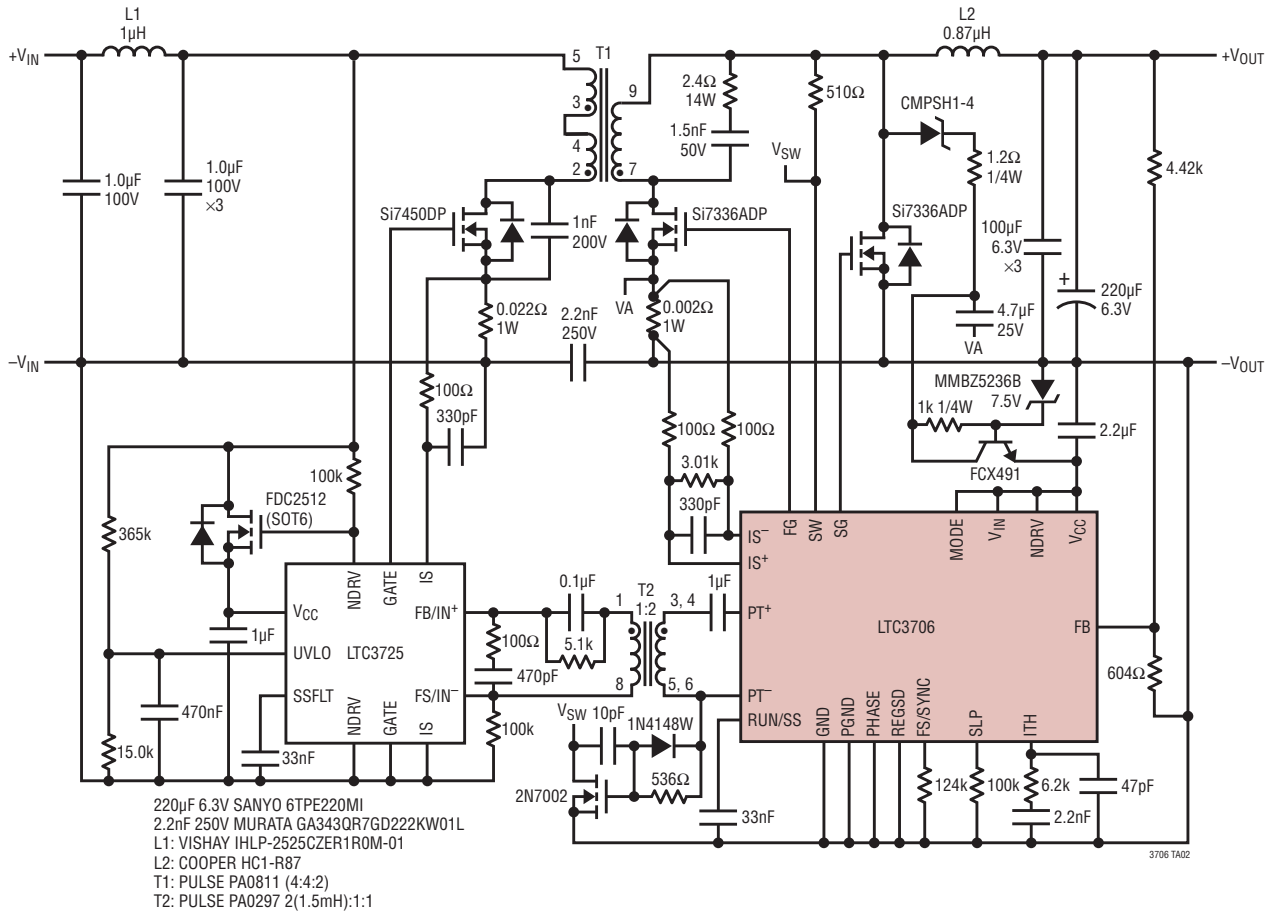 L1
1µH
+VIN
1.0µF
100V
1.0µF
100V
×3
–VIN
5
3
4
2
T1
9
7
2.4Ω
14W
1.5nF
50V
510Ω
VSW
L2
0.87µH
+VOUT
CMPSH1-4
1.2Ω
1/4W
4.42k
Si7450DP
1nF
200V
Si7336ADP
Si7336ADP
100µF
6.3V
×3
+
220µF
6.3V
0.022Ω
1W
2.2nF
250V
VA
0.002Ω
1W
4.7µF
25V
VA
–VOUT
100Ω
330pF
100Ω
100Ω
3.01k
330pF
MMBZ5236B
7.5V
1k 1/4W
FCX491
2.2µF
100k
FDC2512
(SOT6)
365k
1µF
470nF
15.0k
33nF
NDRV
GATE
IS
VCC
UVLO
LTC3725
SSFLT
FB/IN+
FS/IN–
NDRV
GATE
IS
100Ω
470pF
100k
0.1µF
5.1k
T2
1:2
1
8
3, 4
5, 6
1µF
VSW
10pF
1N4148W
536Ω
2N7002
33nF
IS–
IS+
FG
SW
SG
MODE
VIN
NDRV
VCC
PT+
LTC3706
FB
PT–
RUN/SS
GND
PGND
PHASE
REGSD
FS/SYNC
SLP
ITH
604Ω
124k
100k
6.2k
2.2nF
47pF
3706 TA02
220µF 6.3V SANYO 6TPE220MI
2.2nF 250V MURATA GA343QR7GD222KW01L
L1: VISHAY IHLP-2525CZER1R0M-01
L2: COOPER HC1-R87
T1: PULSE PA0811 (4:4:2)
T2: PULSE PA0297 2(1.5mH):1:1